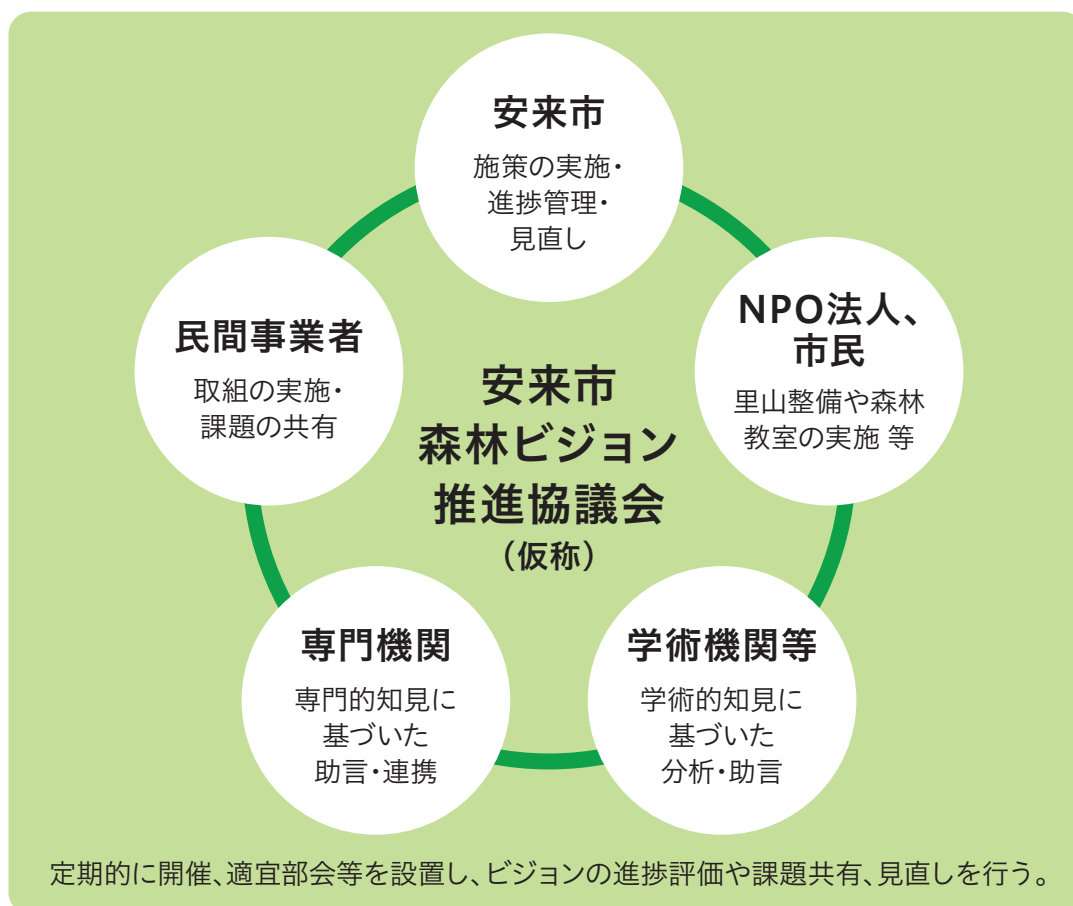 安来市
施策の実施・
進捗管理・
見直し
NPO法人、
市民
里山整備や森林
教室の実施 等
民間事業者
取組の実施・
課題の共有
安来市
森林ビジョン
推進協議会
（仮称）
専門機関
専門的知見に
基づいた
助言・連携
学術機関等
学術的知見に
基づいた
分析・助言
定期的に開催、適宜部会等を設置し、ビジョンの進捗評価や課題共有、見直しを行う。